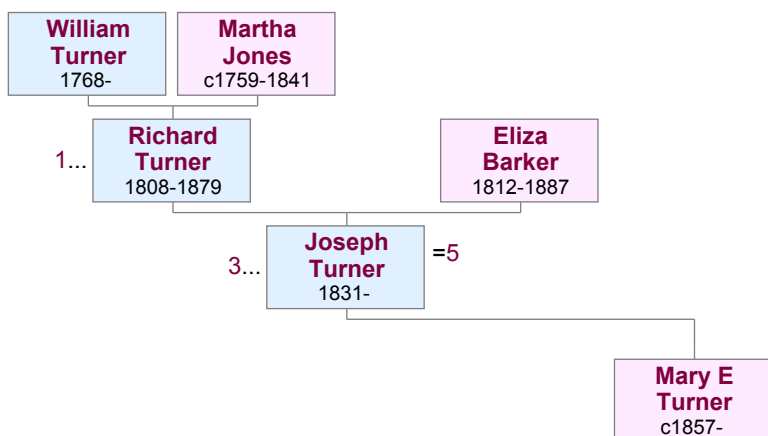 William
Turner
1768-
Martha
Jones
c1759-1841
1...
Richard
Turner
1808-1879
Eliza
Barker
1812-1887
3...
Joseph
Turner
1831-
=5
Mary E
Turner
c1857-